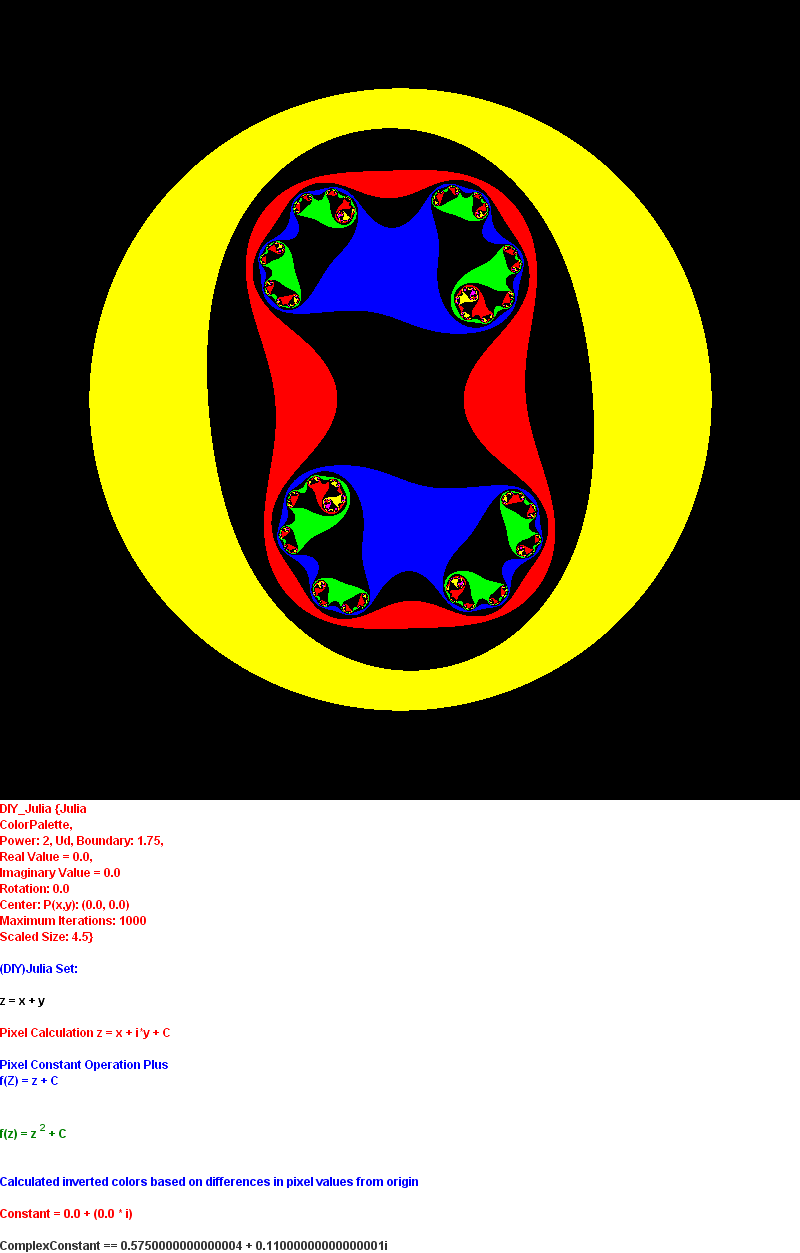 DIY_Julia {Julia
ColorPalette,
Power: 2, Ud, Boundary: 1.75,
Real Value = 0.0,
Imaginary Value = 0.0
Rotation: 0.0
Center: P(x,y): (0.0, 0.0)
Maximum Iterations: 1000
Scaled Size: 4.5}
(DIY)Julia Set:
z = x + y
Pixel Calculation z = x + i*y + C
Pixel Constant Operation Plus
f(Z) = z + C
f(z) = z 2 + C
Calculated inverted colors based on differences in pixel values from origin
Constant = 0.0 + (0.0 * i)
ComplexConstant == 0.5750000000000004 + 0.11000000000000001i